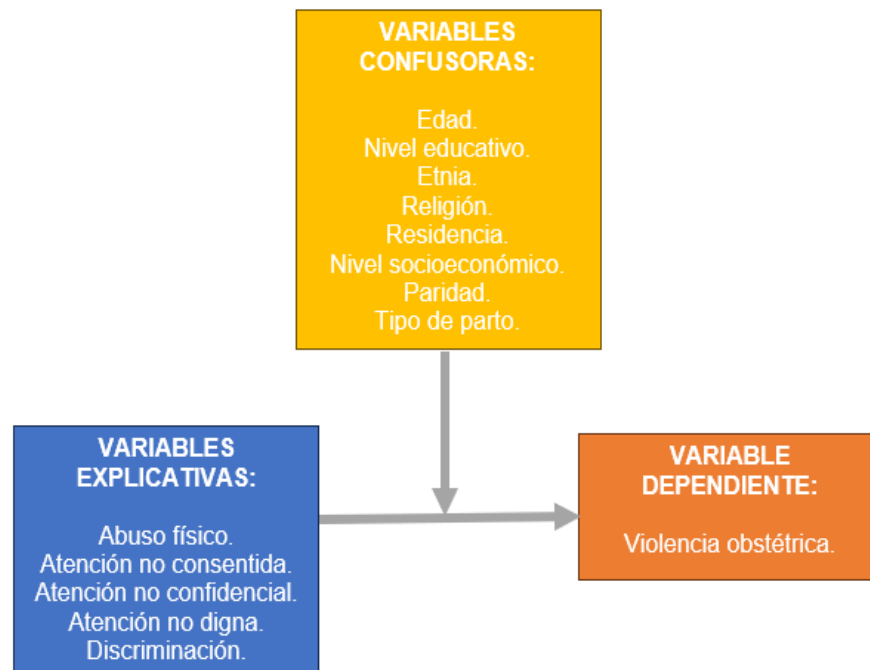 VARIABLES
CONFUSORAS:
Edad.
Nivel educativo.
Etnia.
Religión.
Residencia.
Nivel socioeconómico.
Paridad.
Tipo de parto.
VARIABLES
EXPLICATIVAS:
Abuso físico.
Atención no consentida.
Atención no confidencial.
Atención no digna.
Discriminación.
VARIABLE
DEPENDIENTE:
Violencia obstétrica.